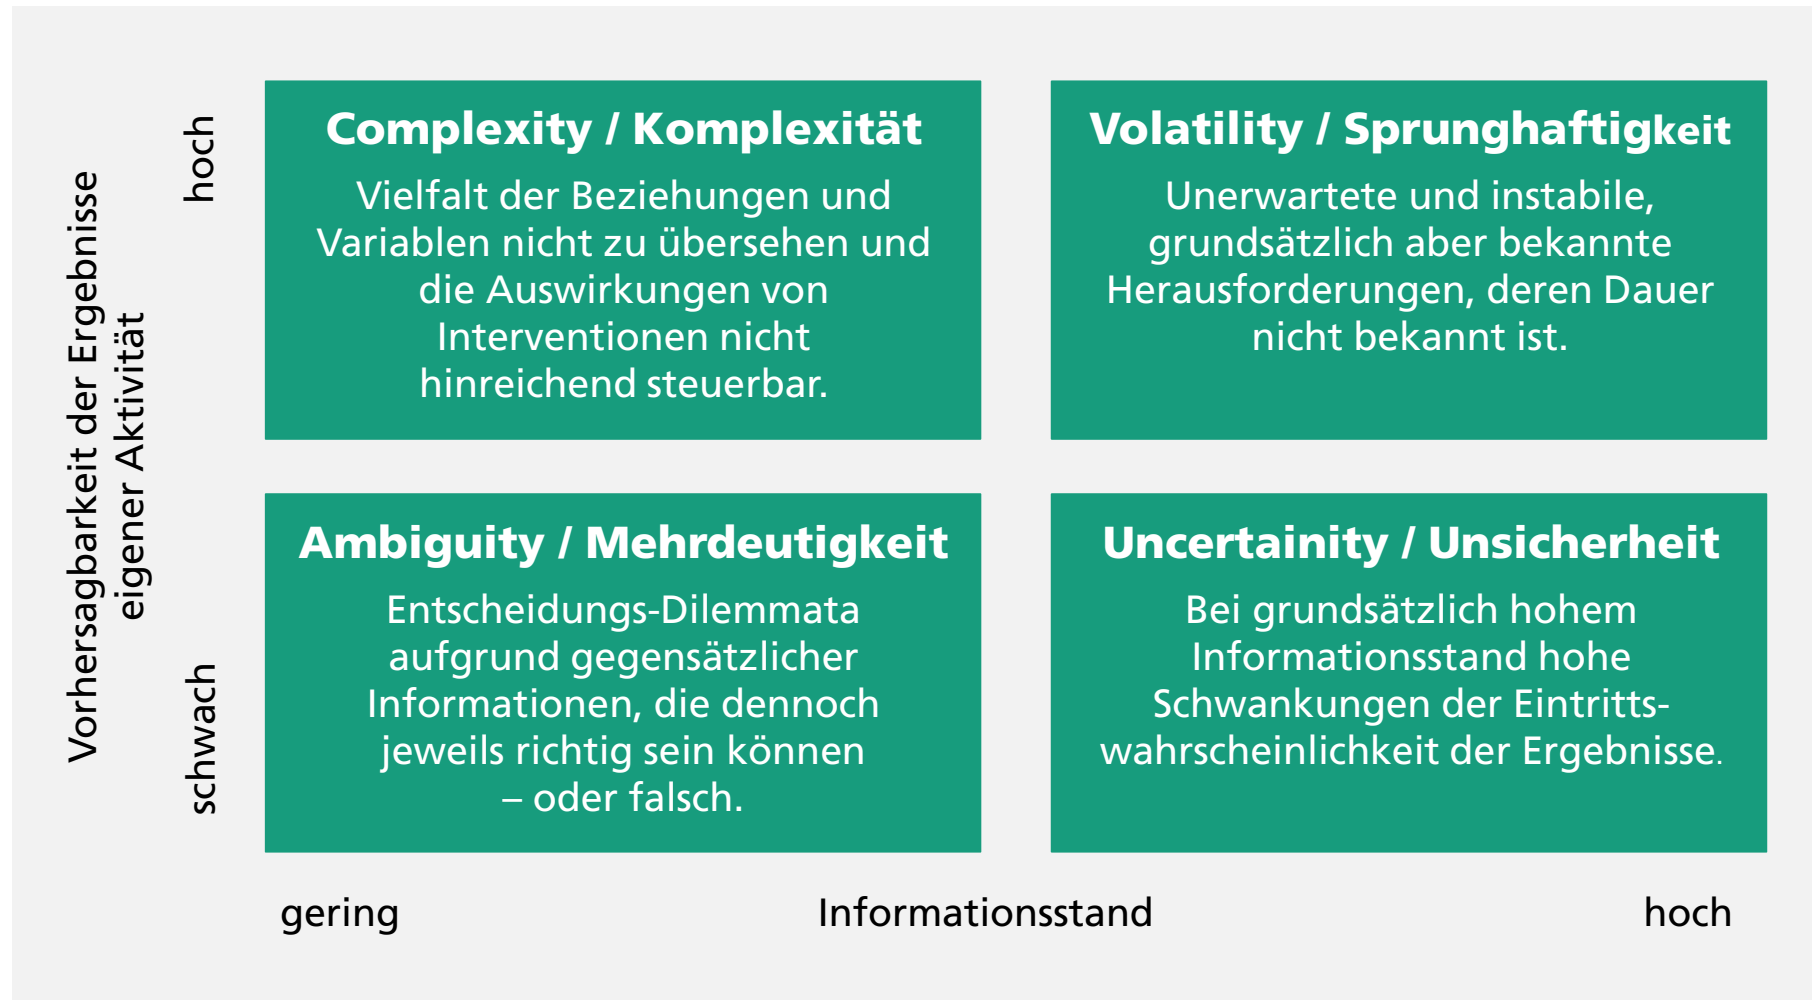 Vorhersagbarkeit der Ergebnisse
eigener Aktivität
hoch
schwach
Complexity / Komplexität
Vielfalt der Beziehungen und
Variablen nicht zu übersehen und
die Auswirkungen von
Interventionen nicht
hinreichend steuerbar.
Volatility / Sprunghaftigkeit
Unerwartete und instabile,
grundsätzlich aber bekannte
Herausforderungen, deren Dauer
nicht bekannt ist.
Ambiguity / Mehrdeutigkeit
Entscheidungs-Dilemmata
aufgrund gegensätzlicher
Informationen, die dennoch
jeweils richtig sein können
– oder falsch.
Uncertainity / Unsicherheit
Bei grundsätzlich hohem
Informationsstand hohe
Schwankungen der Eintritts-
wahrscheinlichkeit der Ergebnisse.
gering
Informationsstand
hoch